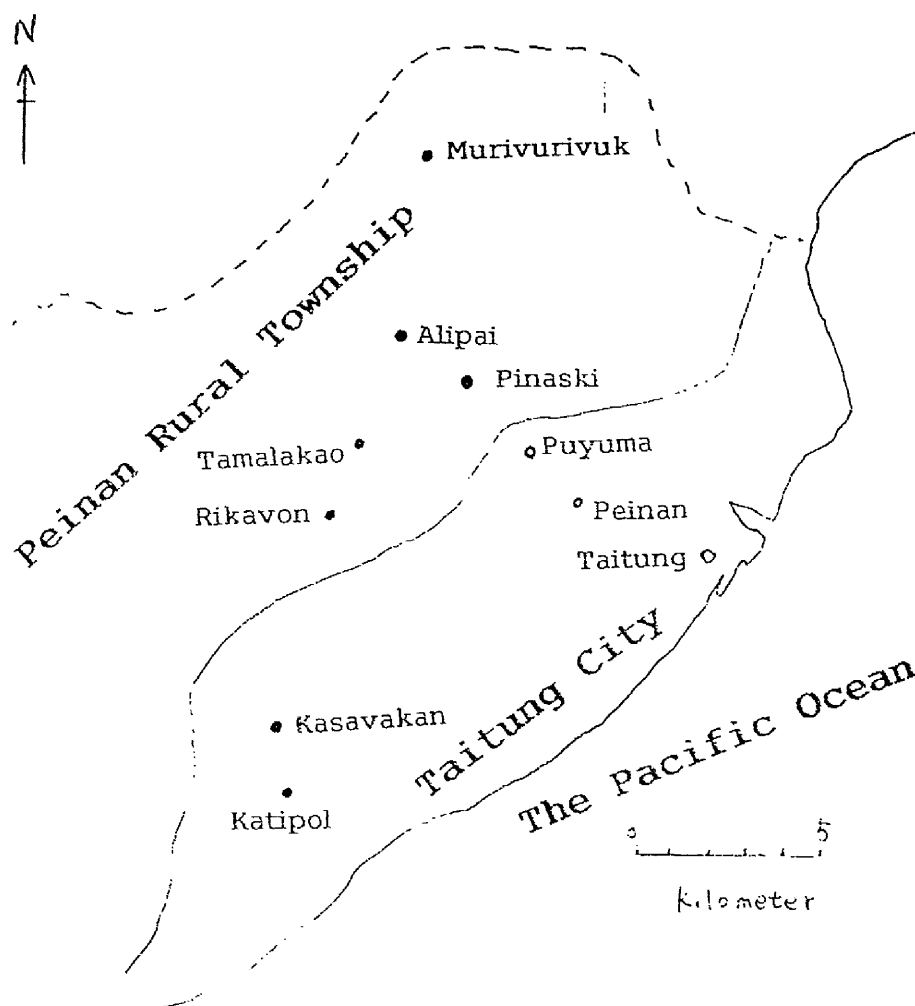 N
Murivurivuk
Peinan Rural Township
Alipai
Pinaski
Tamalakao
Puyuma
Rikavon
Peinan
Taitung
Taitung City
Kasavakan
The Pacific Ocean
Katipol
0 5
Kilometer